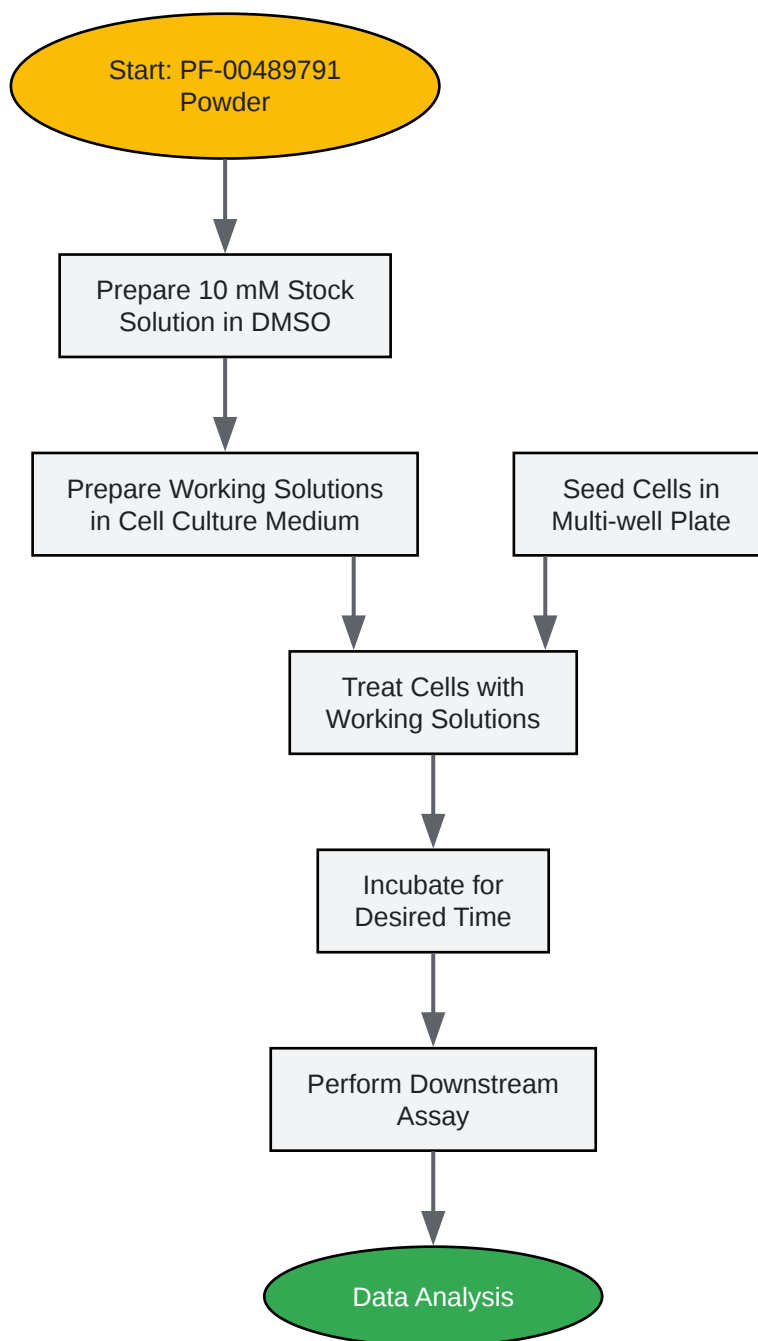 Start: PF-00489791
Powder
Prepare 10 mM Stock
Solution in DMSO
Prepare Working Solutions
in Cell Culture Medium
Seed Cells in
Multi-well Plate
Treat Cells with
Working Solutions
Incubate for
Desired Time
Perform Downstream
Assay
Data Analysis